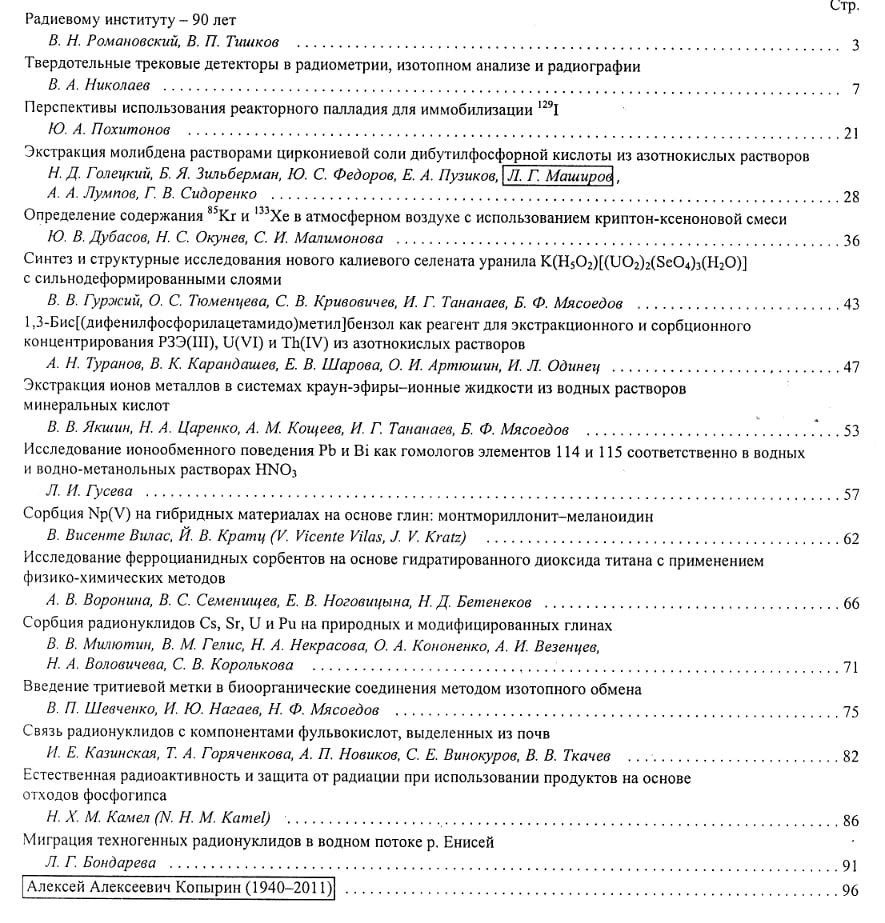 Стр.
Радиевому институту – 90 лет
В. Н. Романовский, В. П. Тишков 3
Твердотельные трековые детекторы в радиометрии, изотопном анализе и радиографии
В. А. Николаев 7
Перспективы использования реакторного палладия для иммобилизации ¹²⁹I
Ю. А. Похитонов 21
Экстракция молибдена растворами циркониевой соли дибутилфосфорной кислоты из азотнокислых растворов
Н. Д. Голецкий, Б. Я. Зильберман, Ю. С. Федоров, Е. А. Пузиков, Л. Г. Маширов,
А. А. Лумпов, Г. В. Сидоренко 28
Определение содержания ⁸⁵Kr и ¹³³Xe в атмосферном воздухе с использованием криптон-ксеноновой смеси
Ю. В. Дубасов, Н. С. Окунев, С. И. Малимонова 36
Синтез и структурные исследования нового калиевого селената уранила K(H₅O₂)[(UO₂)₂(SeO₄)₃(H₂O)]
с сильнодеформированными слоями
В. В. Гуржий, О. С. Тюменцева, С. В. Кривовичев, И. Г. Тананаев, Б. Ф. Мясоедов 43
1,3-Бис[(дифенилфосфорилацетамидо)метил]бензол как реагент для экстракционного и сорбционного
концентрирования РЗЭ(III), U(VI) и Th(IV) из азотнокислых растворов
А. Н. Туранов, В. К. Карандашев, Е. В. Шарова, О. И. Артюшин, И. Л. Одинец 47
Экстракция ионов металлов в системах краун-эфиры–ионные жидкости из водных растворов
минеральных кислот
В. В. Якшин, Н. А. Царенко, А. М. Кощеев, И. Г. Тананаев, Б. Ф. Мясоедов 53
Исследование ионообменного поведения Pb и Bi как гомологов элементов 114 и 115 соответственно в водных
и водно-метанольных растворах HNO₃
Л. И. Гусева 57
Сорбция Np(V) на гибридных материалах на основе глин: монтмориллонит–меланоидин
В. Висенте Вилас, Й. В. Кратц (V. Vicente Vilas, J. V. Kratz) 62
Исследование ферроцианидных сорбентов на основе гидратированного диоксида титана с применением
физико-химических методов
А. В. Воронина, В. С. Семенищев, Е. В. Ноговицына, Н. Д. Бетенеков 66
Сорбция радионуклидов Cs, Sr, U и Pu на природных и модифицированных глинах
В. В. Милютин, В. М. Гелис, Н. А. Некрасова, О. А. Кононенко, А. И. Везенцев,
Н. А. Воловичева, С. В. Королькова 71
Введение тритиевой метки в биоорганические соединения методом изотопного обмена
В. П. Шевченко, И. Ю. Нагаев, Н. Ф. Мясоедов 75
Связь радионуклидов с компонентами фульвокислот, выделенных из почв
И. Е. Казинская, Т. А. Горяченкова, А. П. Новиков, С. Е. Винокуров, В. В. Ткачев 82
Естественная радиоактивность и защита от радиации при использовании продуктов на основе
отходов фосфогипса
Н. Х. М. Камел (N. H. M. Kamel) 86
Миграция техногенных радионуклидов в водном потоке р. Енисей
Л. Г. Бондарева 91
Алексей Алексеевич Копырин (1940–2011) 96